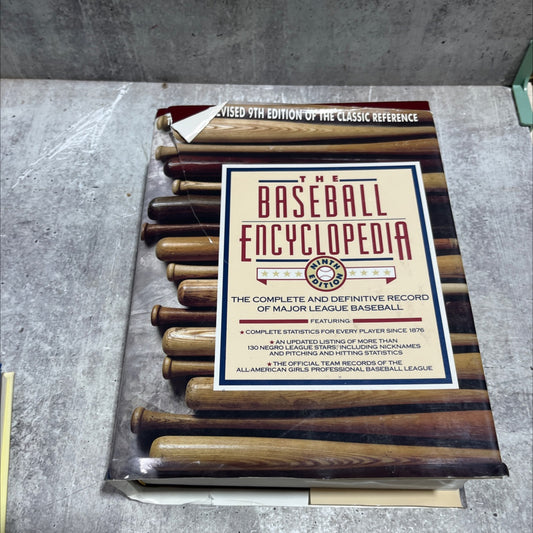 EVISED 9TH EDITION OF THE CLASSIC REFERENCE
THE
BASEBALL
ENCYCLOPEDIA
NINTH
EDITION
THE COMPLETE AND DEFINITIVE RECORD
OF MAJOR LEAGUE BASEBALL
FEATURING:
★ COMPLETE STATISTICS FOR EVERY PLAYER SINCE 1876
★ AN UPDATED LISTING OF MORE THAN
130 NEGRO LEAGUE STARS, INCLUDING NICKNAMES
AND PITCHING AND HITTING STATISTICS
★ THE OFFICIAL TEAM RECORDS OF THE
ALL-AMERICAN GIRLS PROFESSIONAL BASEBALL LEAGUE